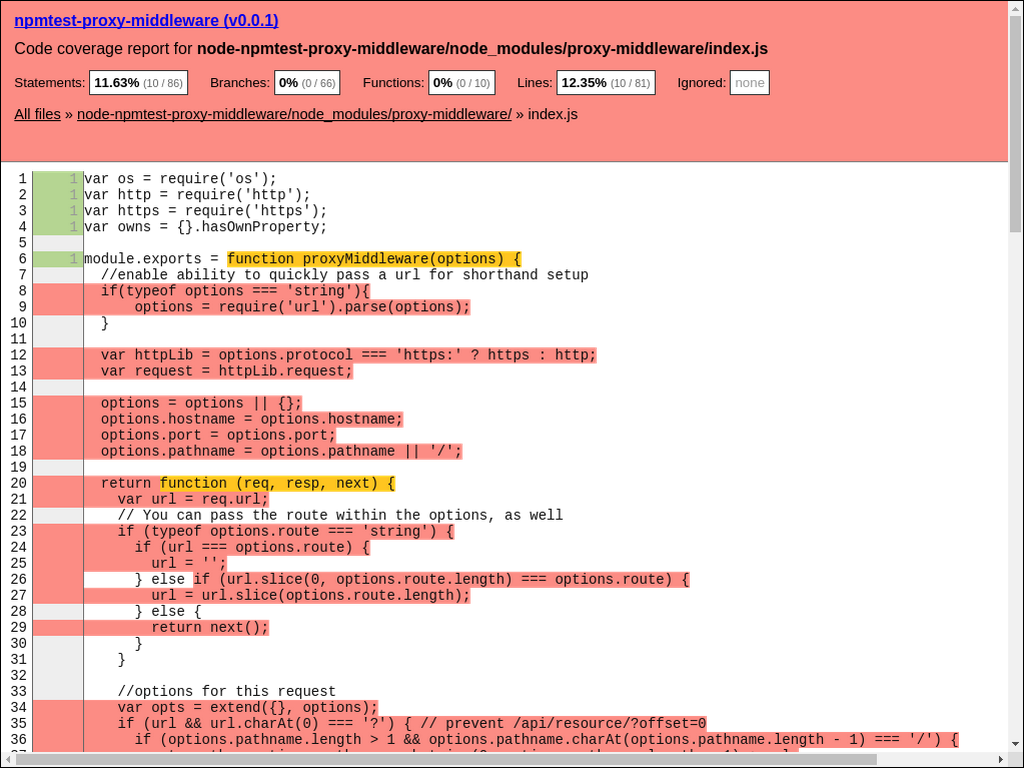 npmtest-proxy-middleware (v0.0.1)
Code coverage report for node-npmtest-proxy-middleware/node_modules/proxy-middleware/index.js
Statements: 11.63% (10 / 86) Branches: 0% (0 / 66) Functions: 0% (0 / 10) Lines: 12.35% (10 / 81) Ignored: none
All files » node-npmtest-proxy-middleware/node_modules/proxy-middleware/ » index.js
1 1 var os = require('os');
2 1 var http = require('http');
3 1 var https = require('https');
4 1 var owns = {}.hasOwnProperty;
5
6 1 module.exports = function proxyMiddleware(options) {
7 //enable ability to quickly pass a url for shorthand setup
8 if(typeof options === 'string'){
9 options = require('url').parse(options);
10 }
11
12 var httpLib = options.protocol === 'https:' ? https : http;
13 var request = httpLib.request;
14
15 options = options || {};
16 options.hostname = options.hostname;
17 options.port = options.port;
18 options.pathname = options.pathname || '/';
19
20 return function (req, resp, next) {
21 var url = req.url;
22 // You can pass the route within the options, as well
23 if (typeof options.route === 'string') {
24 if (url === options.route) {
25 url = '';
26 } else if (url.slice(0, options.route.length) === options.route) {
27 url = url.slice(options.route.length);
28 } else {
29 return next();
30 }
31 }
32
33 //options for this request
34 var opts = extend({}, options);
35 if (url && url.charAt(0) === '?') { // prevent /api/resource/?offset=0
36 if (options.pathname.length > 1 && options.pathname.charAt(options.pathname.length - 1) === '/') {